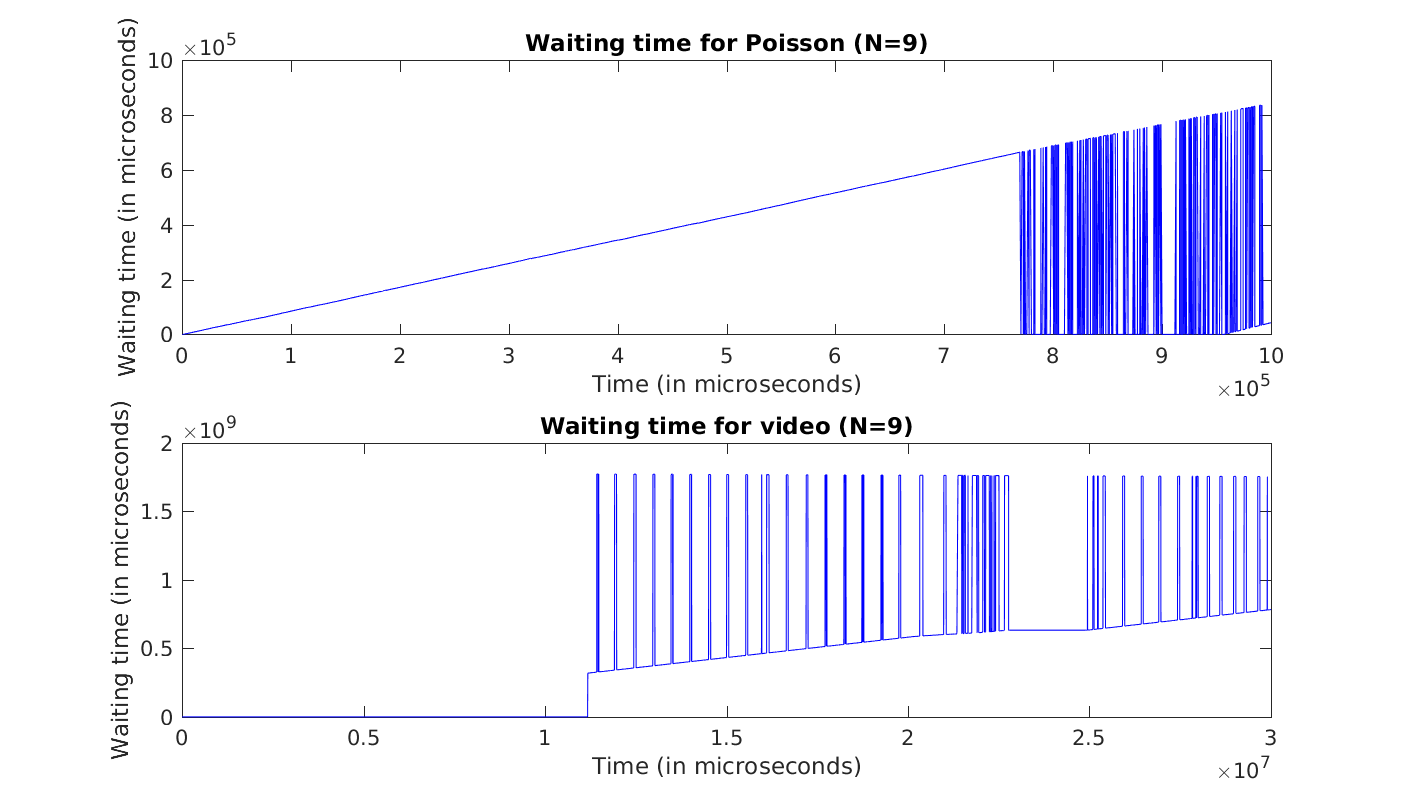 Waiting time for Poisson (N=9)
×10^5
Waiting time (in microseconds)
10
8
6
4
2
0
0 1 2 3 4 5 6 7 8 9 10
Time (in microseconds)
×10^5
Waiting time for video (N=9)
×10^9
Waiting time (in microseconds)
2
1.5
1
0.5
0
0 0.5 1 1.5 2 2.5 3
Time (in microseconds)
×10^7